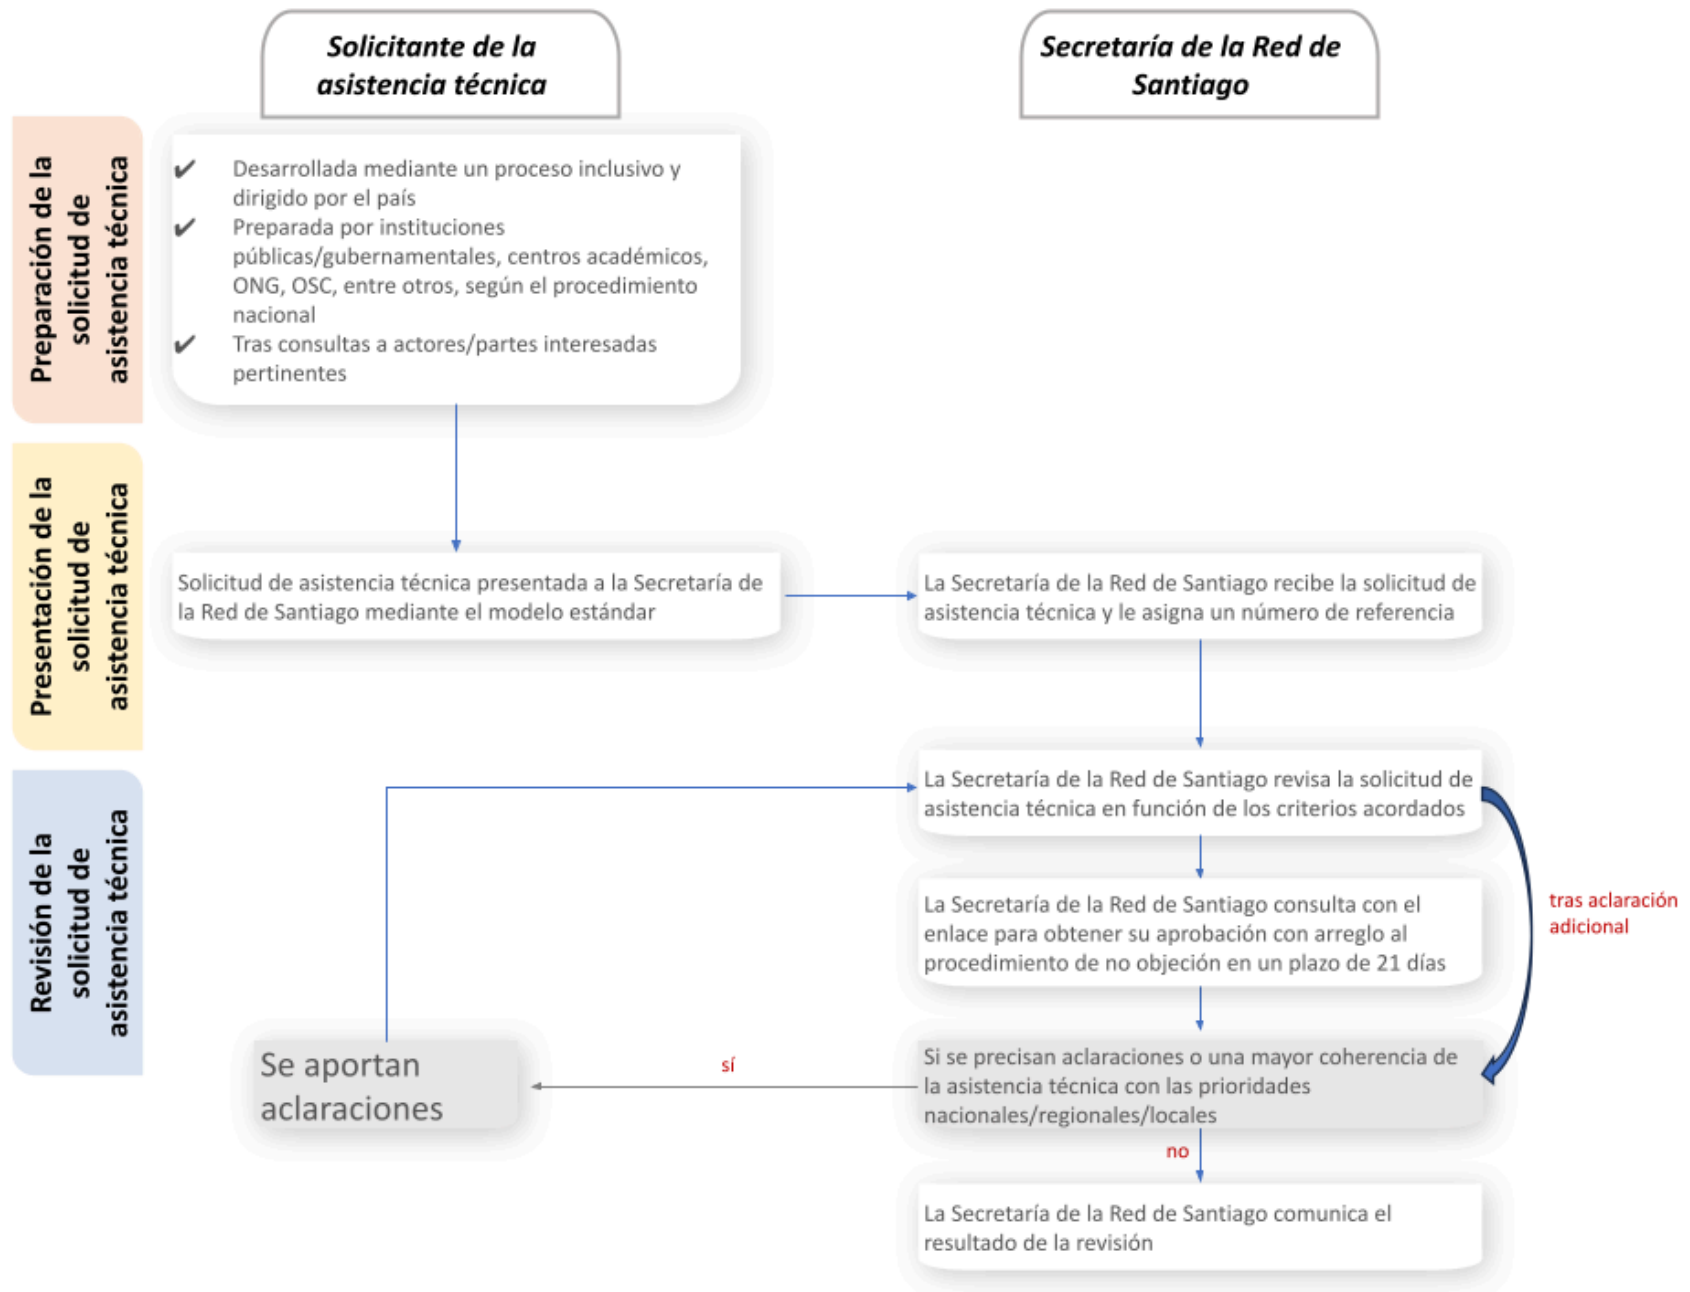 Solicitante de la
asistencia técnica
Secretaría de la Red de
Santiago
Preparación de la
solicitud de
asistencia técnica
✔ Desarrollada mediante un proceso inclusivo y
dirigido por el país
✔ Preparada por instituciones
públicas/gubernamentales, centros académicos,
ONG, OSC, entre otros, según el procedimiento
nacional
✔ Tras consultas a actores/partes interesadas
pertinentes
Presentación de la
solicitud de
asistencia técnica
Solicitud de asistencia técnica presentada a la Secretaría de
la Red de Santiago mediante el modelo estándar
La Secretaría de la Red de Santiago recibe la solicitud de
asistencia técnica y le asigna un número de referencia
Revisión de la
solicitud de
asistencia técnica
La Secretaría de la Red de Santiago revisa la solicitud de
asistencia técnica en función de los criterios acordados
La Secretaría de la Red de Santiago consulta con el
enlace para obtener su aprobación con arreglo al
procedimiento de no objeción en un plazo de 21 días
tras aclaración
adicional
Si se precisan aclaraciones o una mayor coherencia de
la asistencia técnica con las prioridades
nacionales/regionales/locales
sí
Se aportan
aclaraciones
no
La Secretaría de la Red de Santiago comunica el
resultado de la revisión